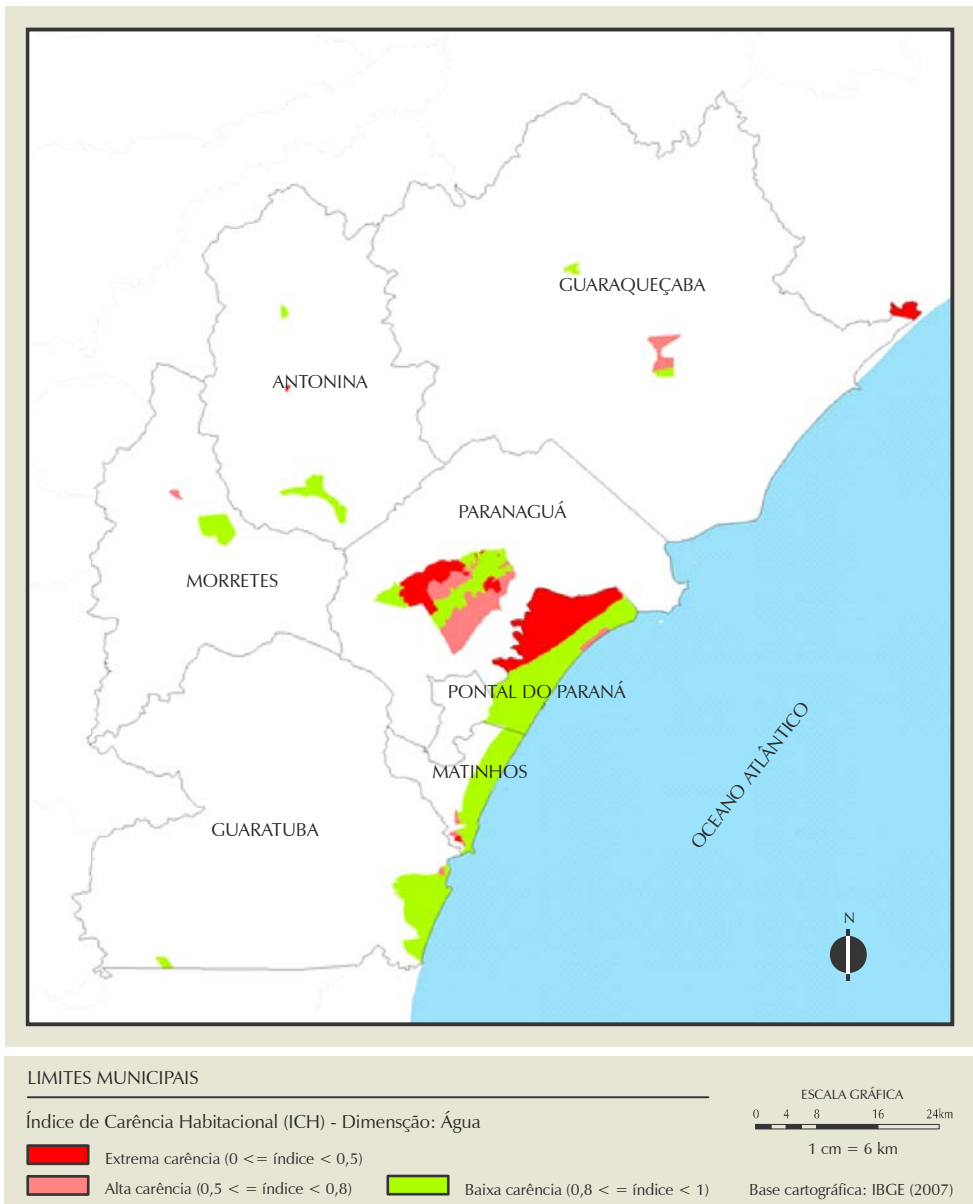 GUARAQUEÇABA
ANTONINA
PARANAGUÁ
MORRETES
PONTAL DO PARANÁ
MATINHOS
OCEANO ATLÂNTICO
GUARATUBA
N
LIMITES MUNICIPAIS
Índice de Carência Habitacional (ICH) - Dimensção: Água
Extrema carência (0 <= índice < 0,5)
Alta carência (0,5 < = índice < 0,8)
Baixa carência (0,8 < = índice < 1)
ESCALA GRÁFICA
0 4 8 16 24km
1 cm = 6 km
Base cartográfica: IBGE (2007)